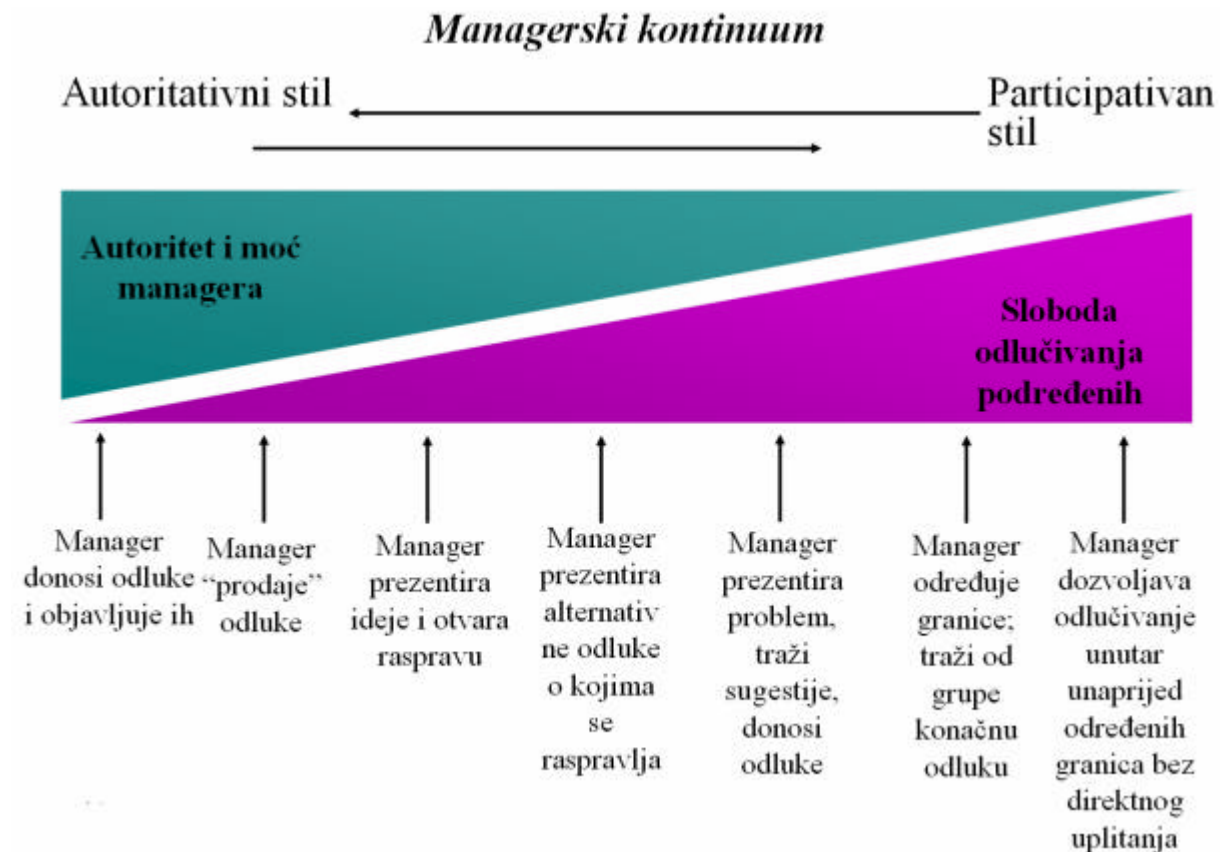 Managerski kontinuum
Autoritativni stil
Participativan
stil
Autoritet i moć
managera
Sloboda
odlučivanja
podređenih
Manager
donosi odluke
i objavljuje ih
Manager
“prodaje”
odluke
Manager
prezentira
ideje i otvara
raspravu
Manager
prezentira
alternativ
ne odluke
o kojima
se
raspravlja
Manager
prezentira
problem,
traži
sugestije,
donosi
odluke
Manager
određuje
granice;
traži od
grupe
konačnu
odluku
Manager
dozvoljava
odlučivanje
unutar
unaprijed
određenih
granica bez
direktnog
uplitanja